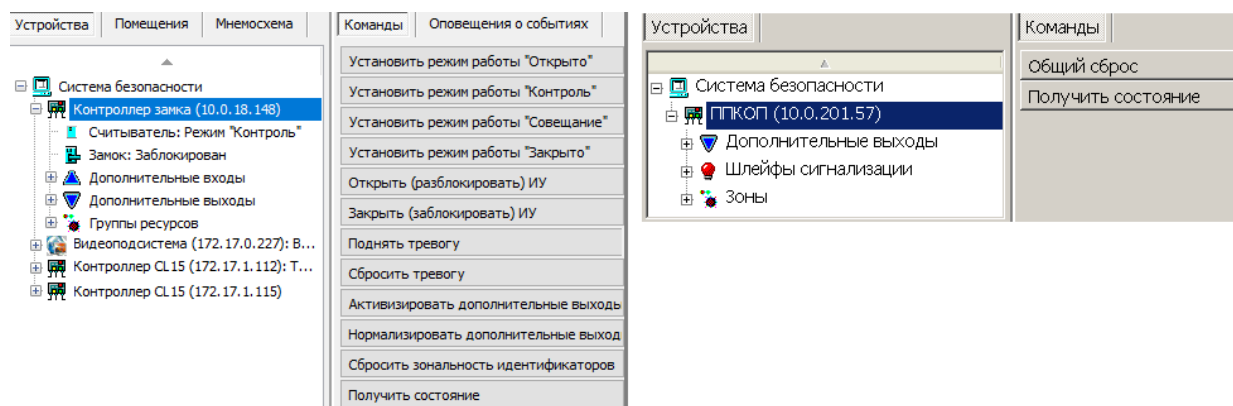 Устройства Помещения Мнемосхема
Система безопасности
Контроллер замка (10.0.18.148)
Считыватель: Режим "Контроль"
Замок: Заблокирован
Дополнительные входы
Дополнительные выходы
Группы ресурсов
Видеоподсистема (172.17.0.227): В...
Контроллер CL15 (172.17.1.112): Т...
Контроллер CL15 (172.17.1.115)
Команды Оповещения о событиях
Установить режим работы "Открыто"
Установить режим работы "Контроль"
Установить режим работы "Совещание"
Установить режим работы "Закрыто"
Открыть (разблокировать) ИУ
Закрыть (заблокировать) ИУ
Поднять тревогу
Сбросить тревогу
Активизировать дополнительные выходы
Нормализировать дополнительные выход
Сбросить зональность идентификаторов
Получить состояние
Устройства
Система безопасности
ППКОП (10.0.201.57)
Дополнительные выходы
Шлейфы сигнализации
Зоны
Команды
Общий сброс
Получить состояние